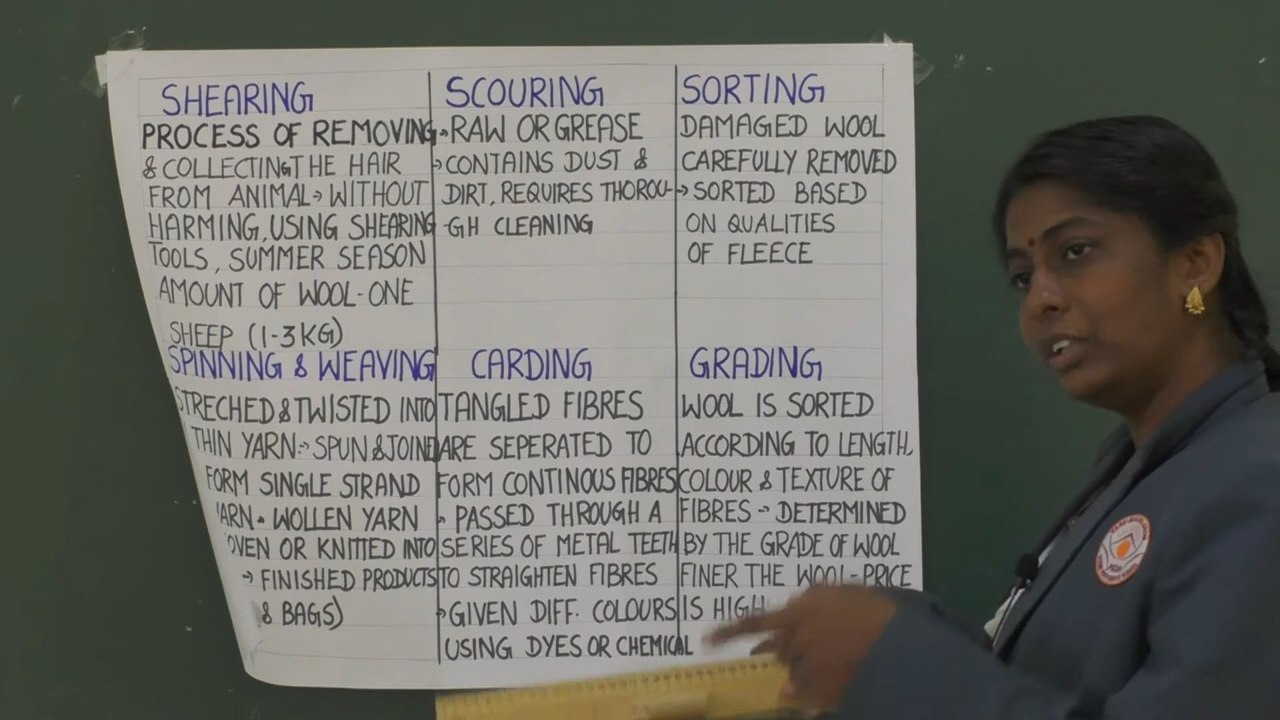 SHEARING
PROCESS OF REMOVING
& COLLECTING THE HAIR
FROM ANIMAL → WITHOUT
HARMING, USING SHEARING
TOOLS, SUMMER SEASON
AMOUNT OF WOOL - ONE
SHEEP (1-3KG)
SCOURING
→ RAW OR GREASE
→ CONTAINS DUST &
DIRT, REQUIRES THOROU-
-GH CLEANING
SORTING
DAMAGED WOOL
CAREFULLY REMOVED
→ SORTED BASED
ON QUALITIES
OF FLEECE
SPINNING & WEAVING
STRECHED & TWISTED INTO
THIN YARN → SPUN & JOINED
FORM SINGLE STRAND
ARN → WOLLEN YARN
OVEN OR KNITTED INTO
→ FINISHED PRODUCTS
& BAGS)
CARDING
TANGLED FIBRES
ARE SEPERATED TO
FORM CONTINOUS FIBRES
→ PASSED THROUGH A
SERIES OF METAL TEETH
TO STRAIGHTEN FIBRES
→ GIVEN DIFF. COLOURS
USING DYES OR CHEMICAL
GRADING
WOOL IS SORTED
ACCORDING TO LENGTH,
COLOUR & TEXTURE OF
FIBRES → DETERMINED
BY THE GRADE OF WOOL
FINER THE WOOL - PRICE
IS HIGH